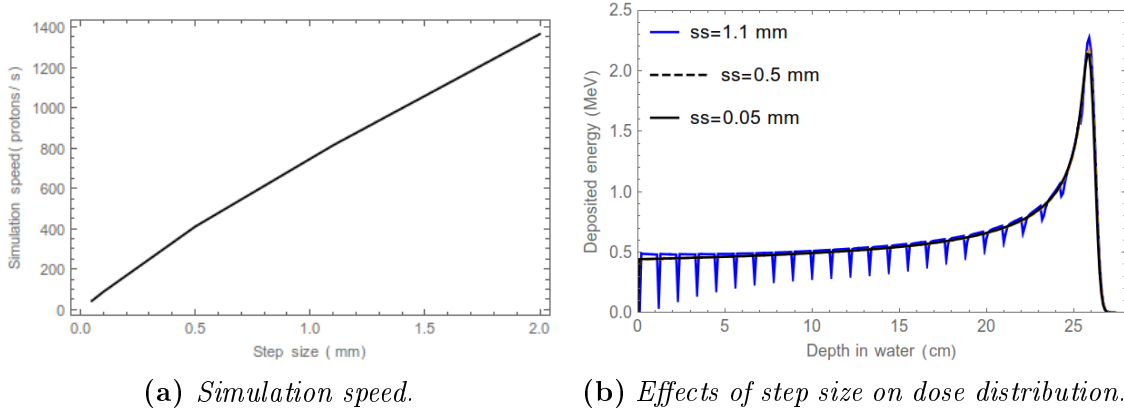 1400
1200
1000
800
600
400
200
0
Simulation speed( protons/ s)
0.0 0.5 1.0 1.5 2.0
Step size ( mm)
(a) Simulation speed.
2.5
2.0
1.5
1.0
0.5
0.0
Deposited energy (MeV)
ss=1.1 mm
ss=0.5 mm
ss=0.05 mm
0 5 10 15 20 25
Depth in water (cm)
(b) Effects of step size on dose distribution.